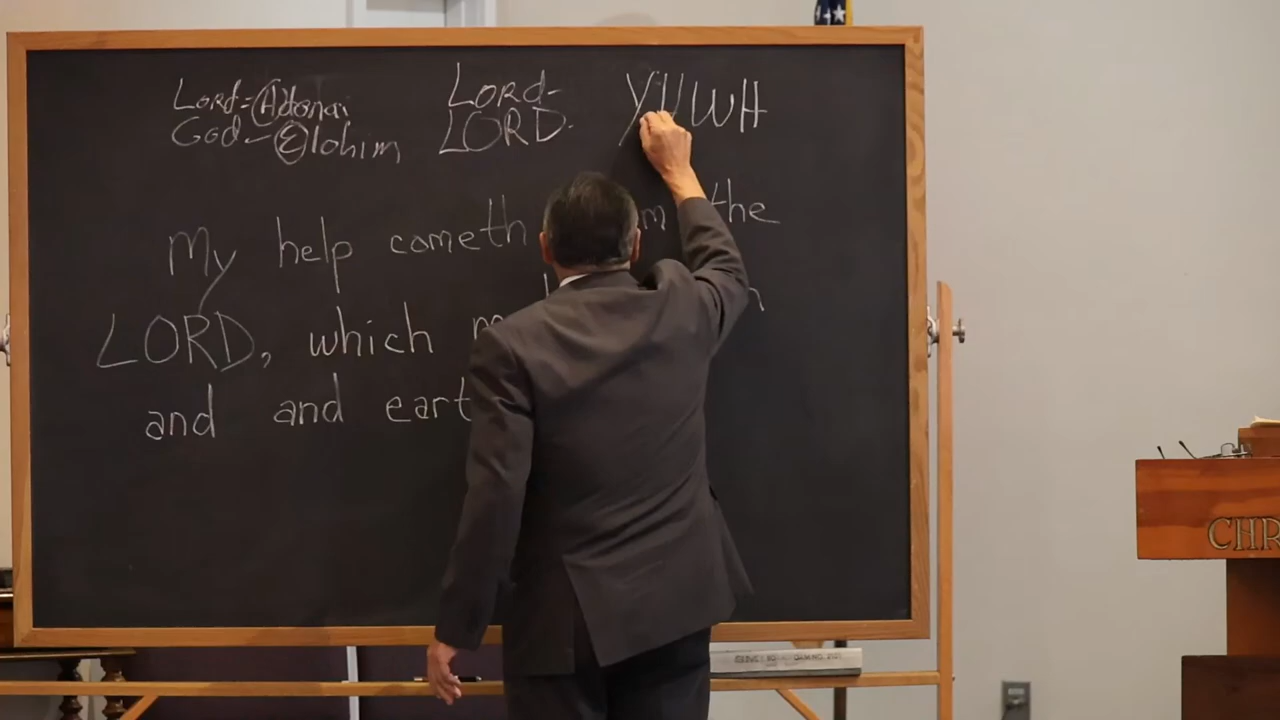 Lord=Adonai
God-Elohim
Lord-
LORD-
YHWH
My help cometh the
LORD, which
and and eart
CHR